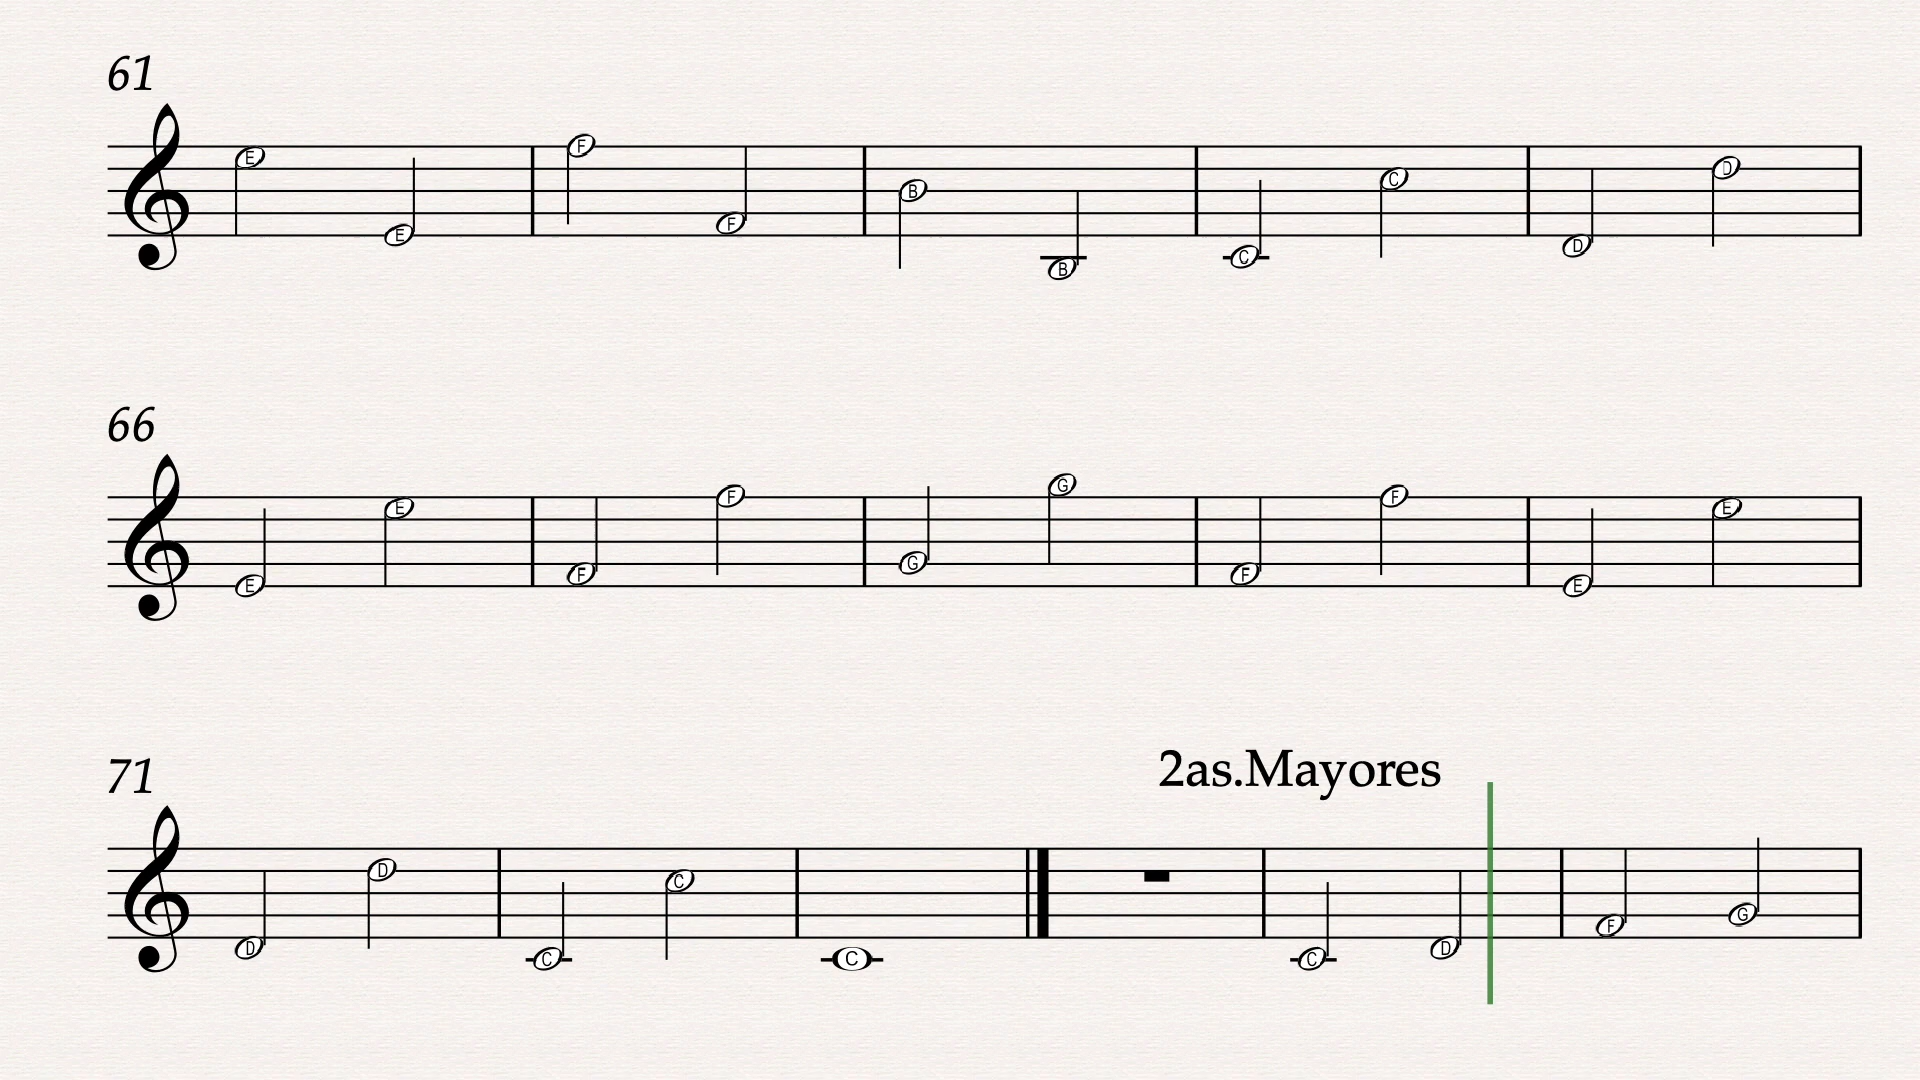 61
E E F F B B C C D D
66
E E F F G G F F E E
2as.Mayores
71
D D C C C C D F G